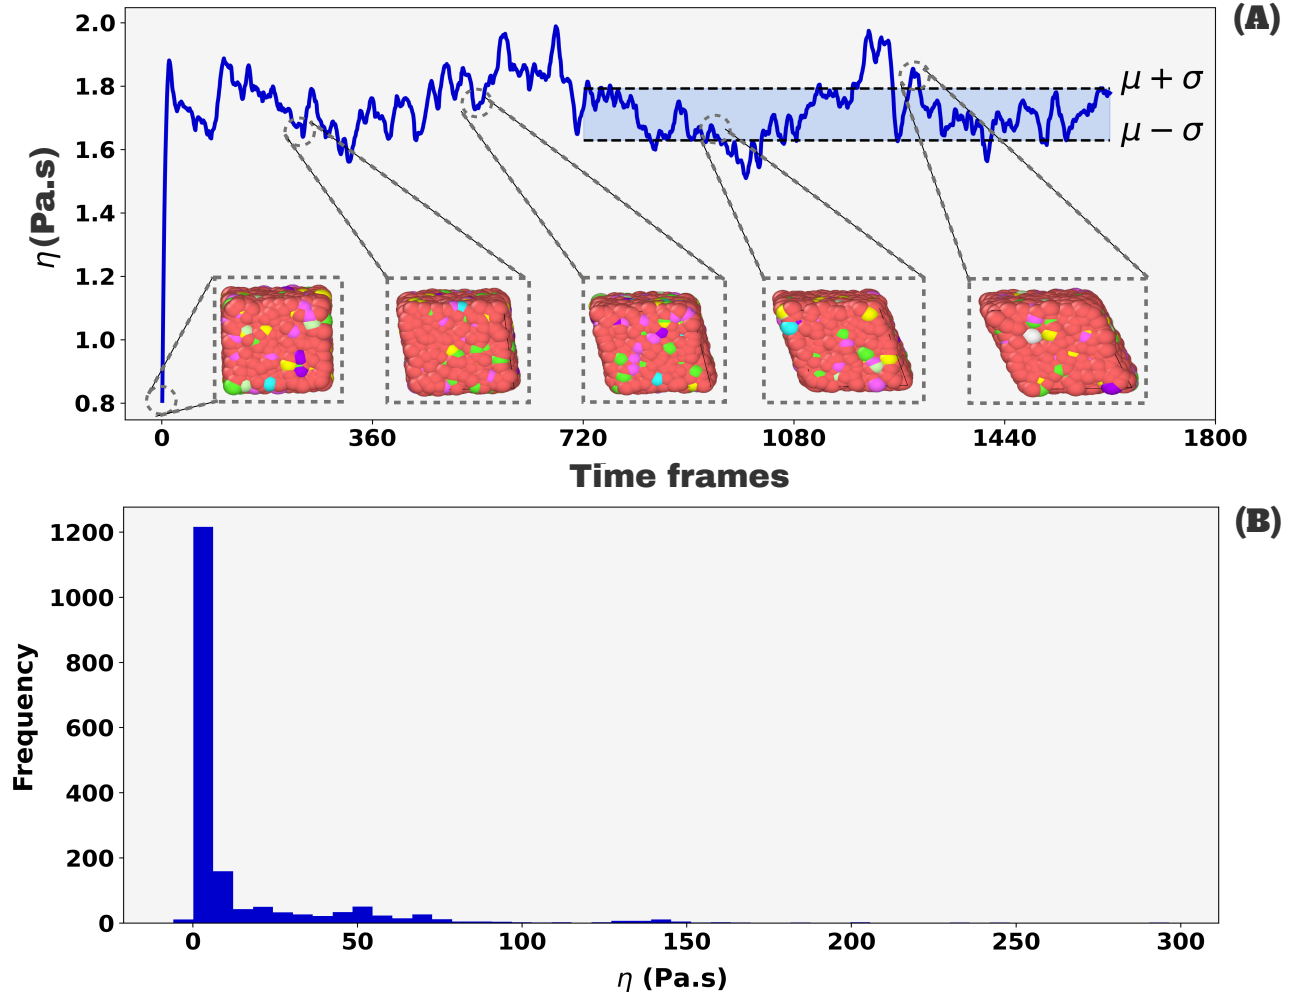 (A)
2.0
1.8
1.6
1.4
1.2
1.0
0.8
η (Pa.s)
μ + σ
μ − σ
0 360 720 1080 1440 1800
Time frames
(B)
1200
1000
800
600
400
200
0
Frequency
0 50 100 150 200 250 300
η (Pa.s)